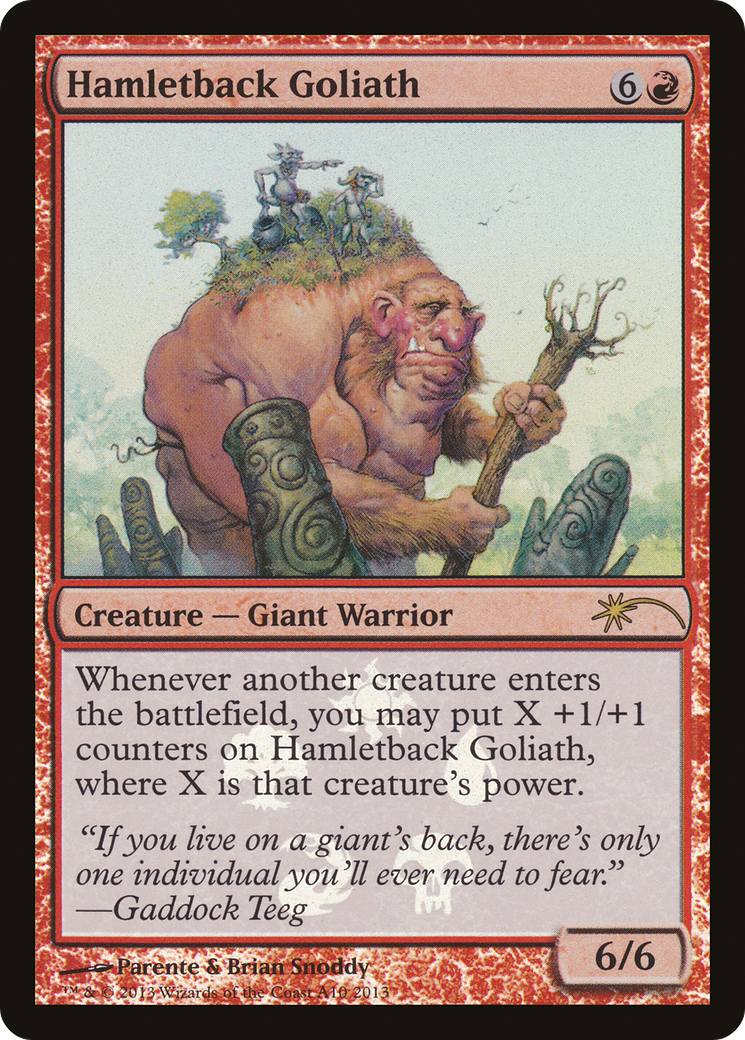 Hamletback Goliath 6
Creature — Giant Warrior
Whenever another creature enters
the battlefield, you may put X +1/+1
counters on Hamletback Goliath,
where X is that creature's power.
“If you live on a giant's back, there's only
one individual you'll ever need to fear.”
—Gaddock Teeg
6/6
Parente & Brian Snoddy
™ & © 2013 Wizards of the Coast A10 2013